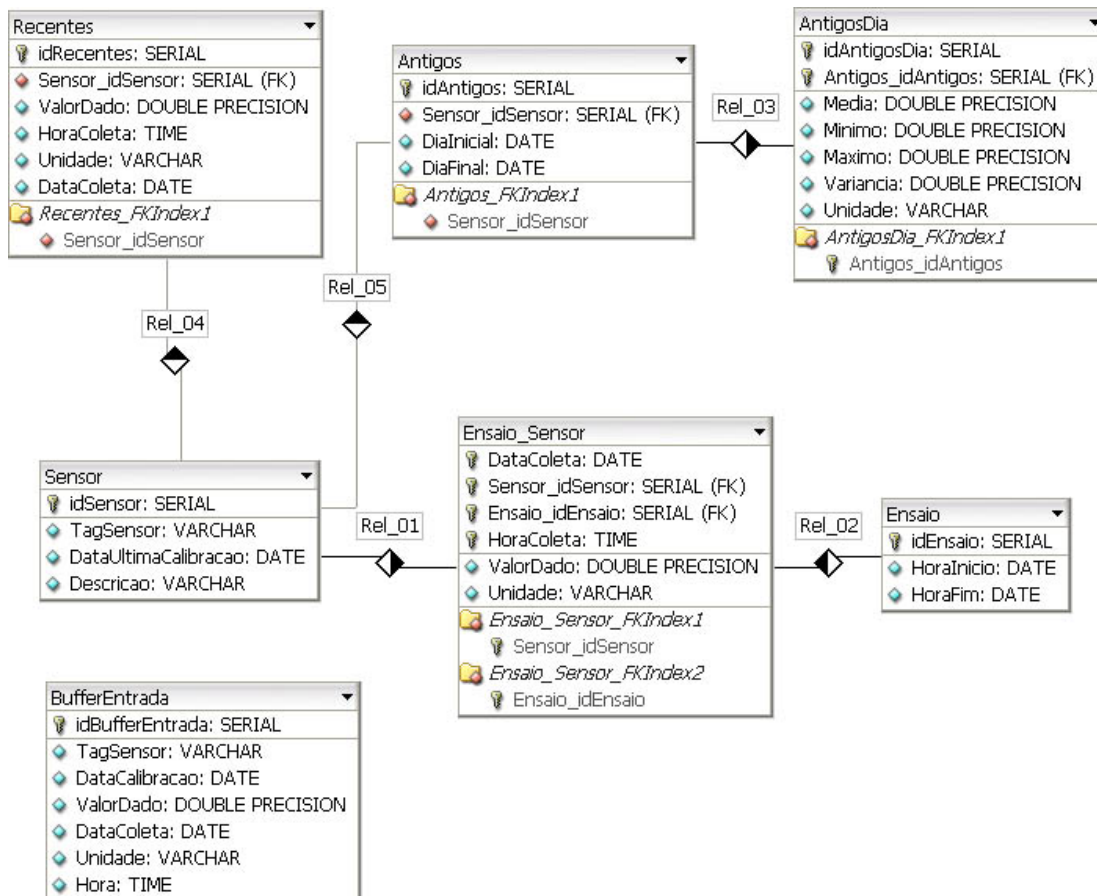 Recentes
idRecentes: SERIAL
Sensor_idSensor: SERIAL (FK)
ValorDado: DOUBLE PRECISION
HoraColeta: TIME
Unidade: VARCHAR
DataColeta: DATE
Recentes_FKIndex1
Sensor_idSensor
Antigos
idAntigos: SERIAL
Sensor_idSensor: SERIAL (FK)
DiaInicial: DATE
DiaFinal: DATE
Antigos_FKIndex1
Sensor_idSensor
Rel_03
AntigosDia
idAntigosDia: SERIAL
Antigos_idAntigos: SERIAL (FK)
Media: DOUBLE PRECISION
Minimo: DOUBLE PRECISION
Maximo: DOUBLE PRECISION
Variancia: DOUBLE PRECISION
Unidade: VARCHAR
AntigosDia_FKIndex1
Antigos_idAntigos
Rel_04
Rel_05
Sensor
idSensor: SERIAL
TagSensor: VARCHAR
DataUltimaCalibracao: DATE
Descricao: VARCHAR
Rel_01
Ensaio_Sensor
DataColeta: DATE
Sensor_idSensor: SERIAL (FK)
Ensaio_idEnsaio: SERIAL (FK)
HoraColeta: TIME
ValorDado: DOUBLE PRECISION
Unidade: VARCHAR
Ensaio_Sensor_FKIndex1
Sensor_idSensor
Ensaio_Sensor_FKIndex2
Ensaio_idEnsaio
Rel_02
Ensaio
idEnsaio: SERIAL
HoraInicio: DATE
HoraFim: DATE
BufferEntrada
idBufferEntrada: SERIAL
TagSensor: VARCHAR
DataCalibracao: DATE
ValorDado: DOUBLE PRECISION
DataColeta: DATE
Unidade: VARCHAR
Hora: TIME